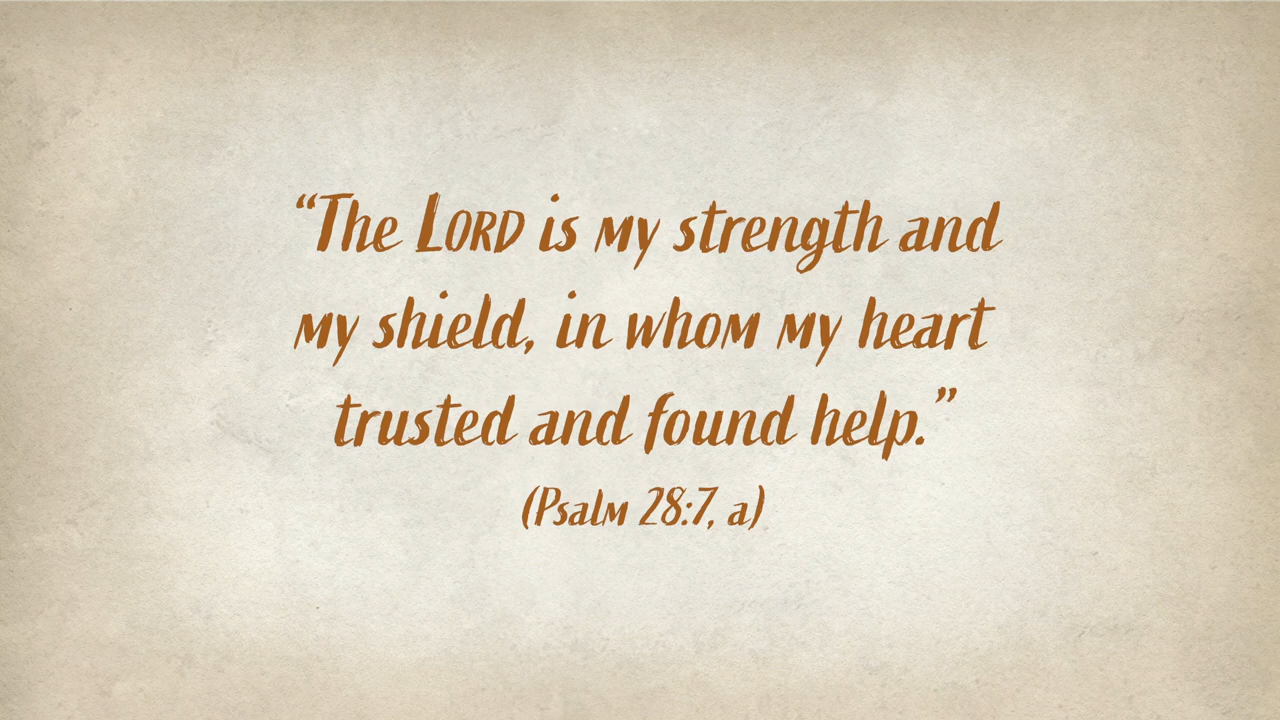 “The LORD is my strength and
my shield, in whom my heart
trusted and found help.”
(Psalm 28:7, a)